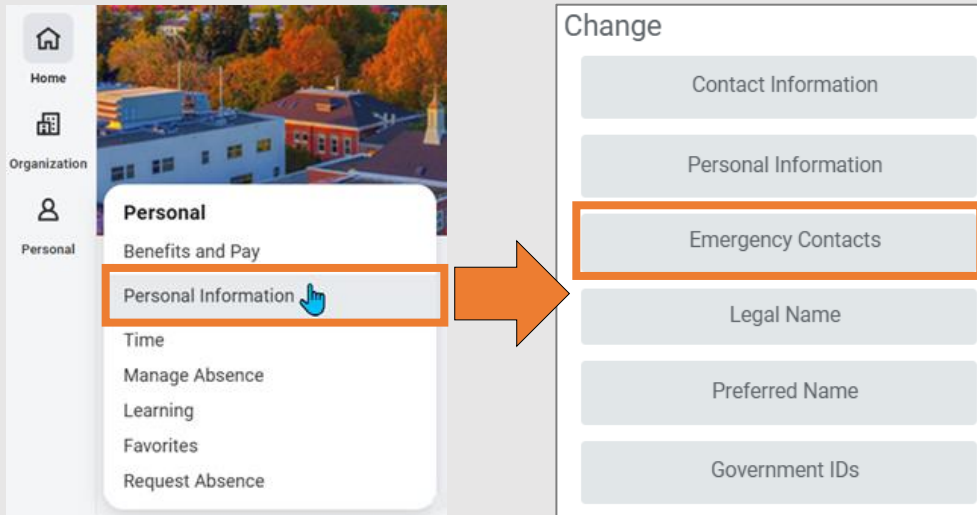 Home
Organization
Personal
Personal
Benefits and Pay
Personal Information
Time
Manage Absence
Learning
Favorites
Request Absence
Change
Contact Information
Personal Information
Emergency Contacts
Legal Name
Preferred Name
Government IDs